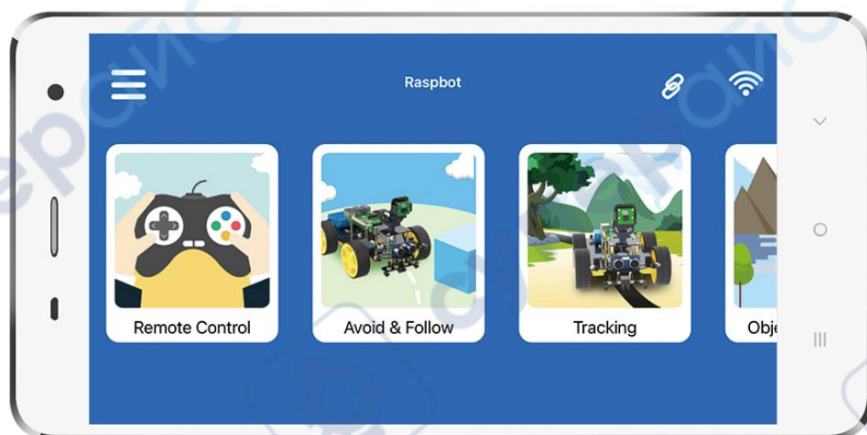 Raspbot
Remote Control
Avoid & Follow
Tracking
Obje